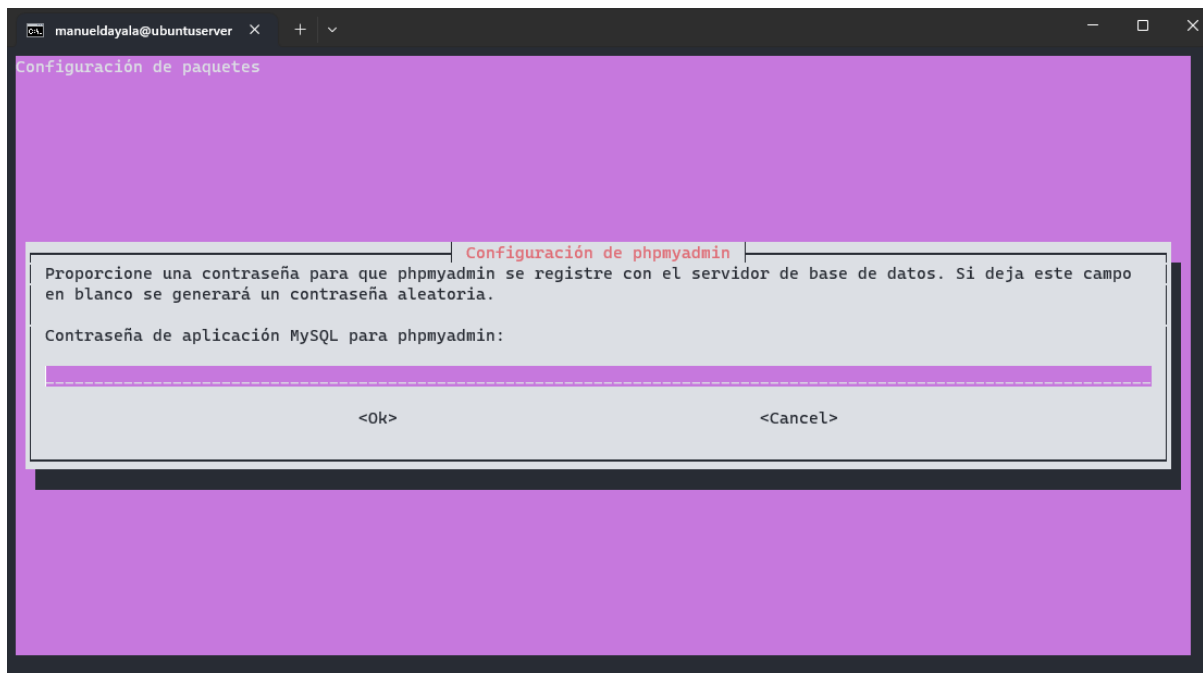 manueldayala@ubuntuserver
Configuración de paquetes
Configuración de phpmyadmin
Proporcione una contraseña para que phpmyadmin se registre con el servidor de base de datos. Si deja este campo
en blanco se generará un contraseña aleatoria.
Contraseña de aplicación MySQL para phpmyadmin:
<Ok> <Cancel>